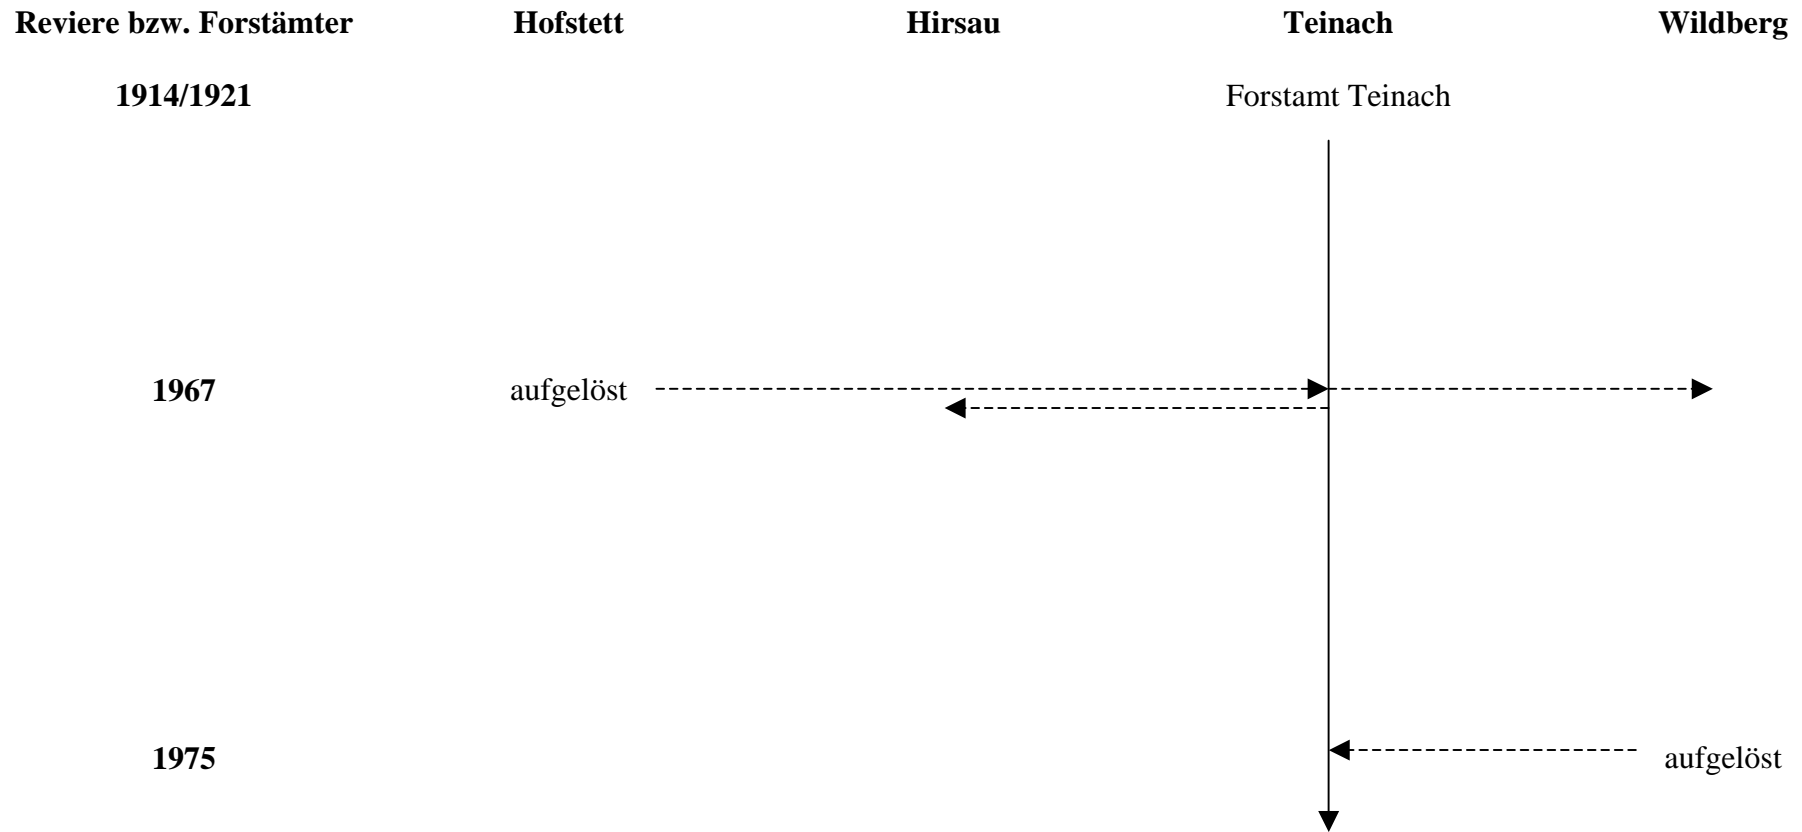 Reviere bzw. Forstämter Hofstett Hirsau Teinach Wildberg
1914/1921 Forstamt Teinach
1967 aufgelöst
1975 aufgelöst